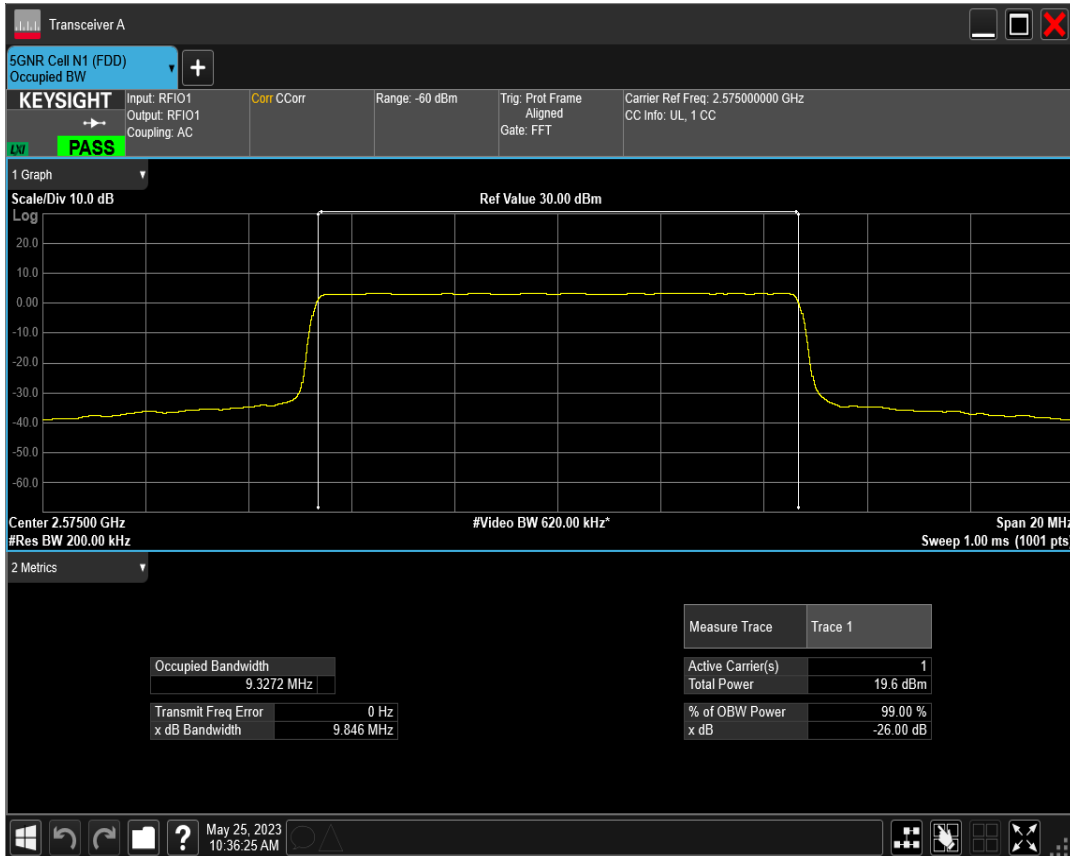 Transceiver A
5GNR Cell N1 (FDD)
Occupied BW
+
KEYSIGHT
LXI
PASS
Input: RFIO1
Output: RFIO1
Coupling: AC
Corr CCorr
Range: -60 dBm
Trig: Prot Frame
Aligned
Gate: FFT
Carrier Ref Freq: 2.575000000 GHz
CC Info: UL, 1 CC
1 Graph
Scale/Div 10.0 dB
Ref Value 30.00 dBm
Log
20.0
10.0
0.00
-10.0
-20.0
-30.0
-40.0
-50.0
-60.0
Center 2.57500 GHz
#Video BW 620.00 kHz*
Span 20 MHz
#Res BW 200.00 kHz
Sweep 1.00 ms (1001 pts)
2 Metrics
Measure Trace Trace 1
Occupied Bandwidth
9.3272 MHz
Transmit Freq Error 0 Hz
x dB Bandwidth 9.846 MHz
Active Carrier(s) 1
Total Power 19.6 dBm
% of OBW Power 99.00 %
x dB -26.00 dB
?
May 25, 2023
10:36:25 AM